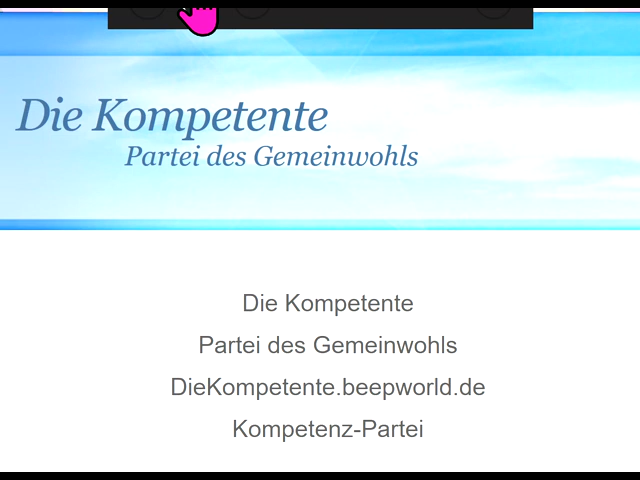 Die Kompetente
Partei des Gemeinwohls
Die Kompetente
Partei des Gemeinwohls
DieKompetente.beepworld.de
Kompetenz-Partei